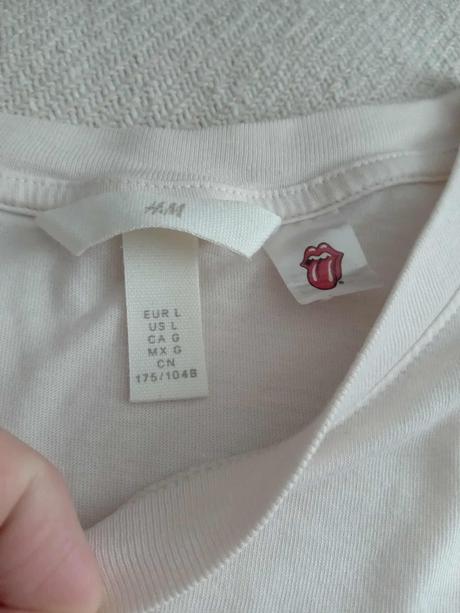 H&M
EUR L
US L
CA G
MX G
CN
175/104B